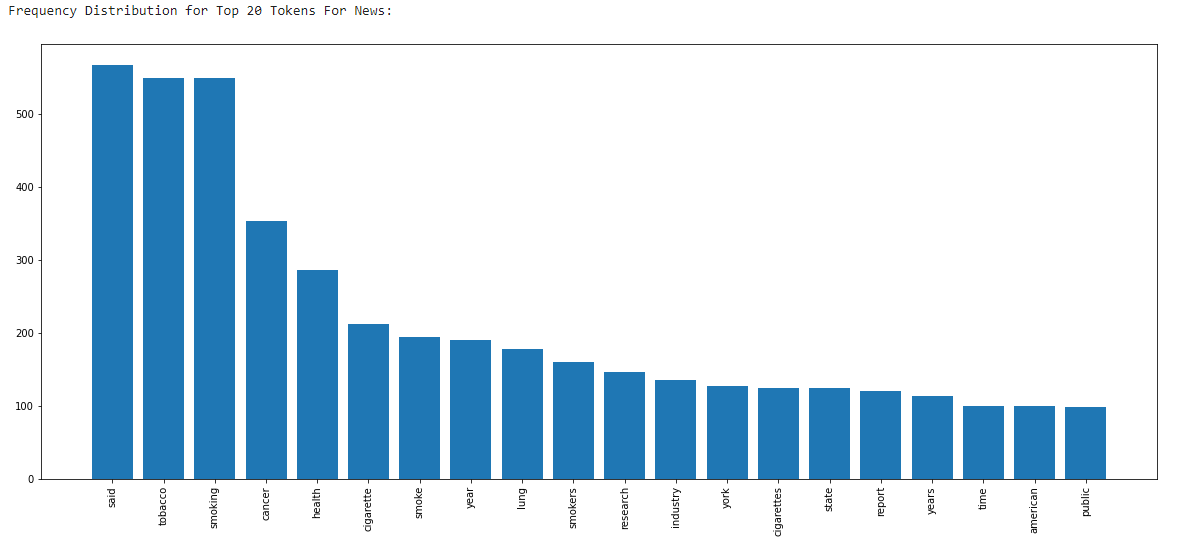 Frequency Distribution for Top 20 Tokens For News:
500
400
300
200
100
0
said
tobacco
smoking
cancer
health
cigarette
smoke
year
lung
smokers
research
industry
york
cigarettes
state
report
years
time
american
public